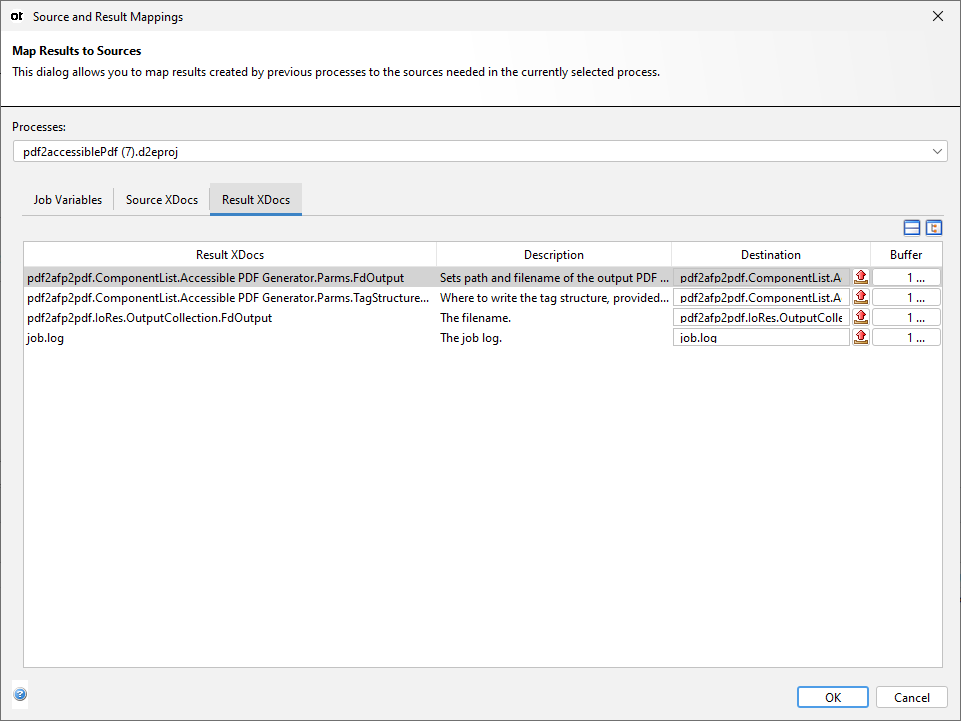 ot Source and Result Mappings
Map Results to Sources
This dialog allows you to map results created by previous processes to the sources needed in the currently selected process.
Processes:
pdf2accessiblePdf (7).d2eproj
Job Variables Source XDocs Result XDocs
Result XDocs Description Destination Buffer
pdf2afp2pdf.ComponentList.Accessible PDF Generator.Parms.FdOutput Sets path and filename of the output PDF ... pdf2afp2pdf.ComponentList.A 1 ...
pdf2afp2pdf.ComponentList.Accessible PDF Generator.Parms.TagStructure... Where to write the tag structure, provided... pdf2afp2pdf.ComponentList.A 1 ...
pdf2afp2pdf.IoRes.OutputCollection.FdOutput The filename. pdf2afp2pdf.IoRes.OutputColle 1 ...
job.log The job log. job.log 1 ...
? OK Cancel